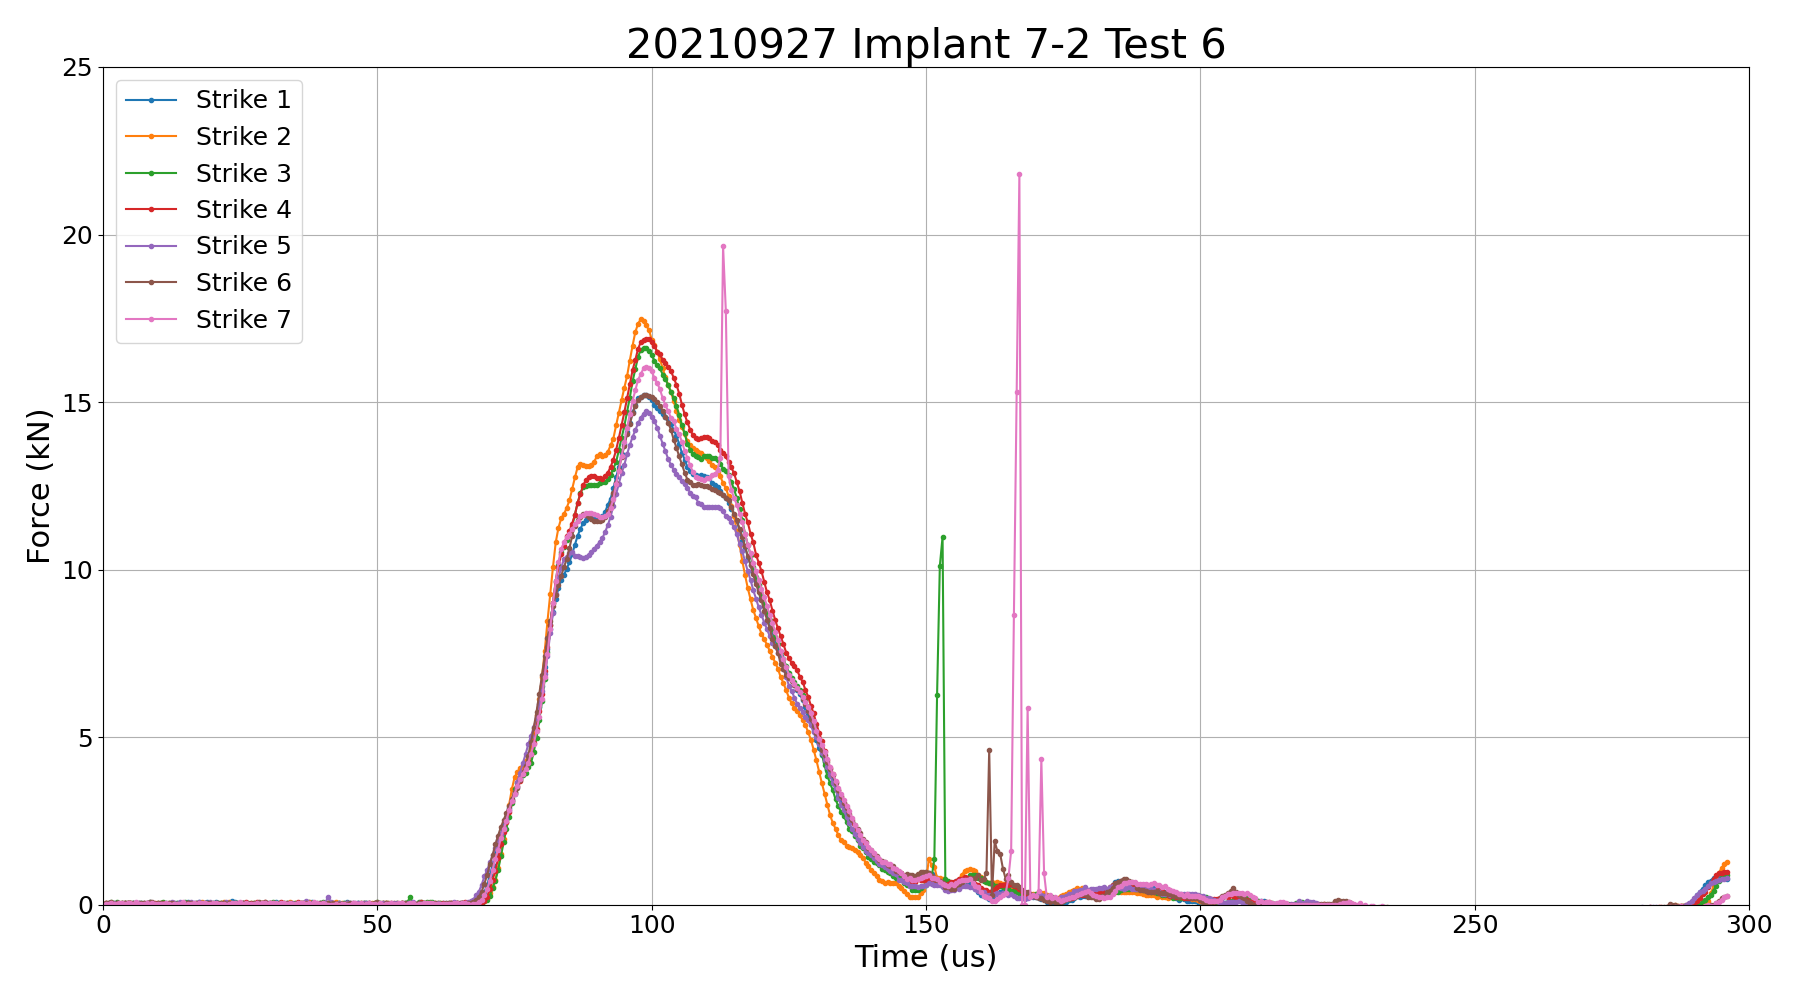 20210927 Implant 7-2 Test 6
25
20
15
10
5
0
Force (kN)
Strike 1
Strike 2
Strike 3
Strike 4
Strike 5
Strike 6
Strike 7
0 50 100 150 200 250 300
Time (us)